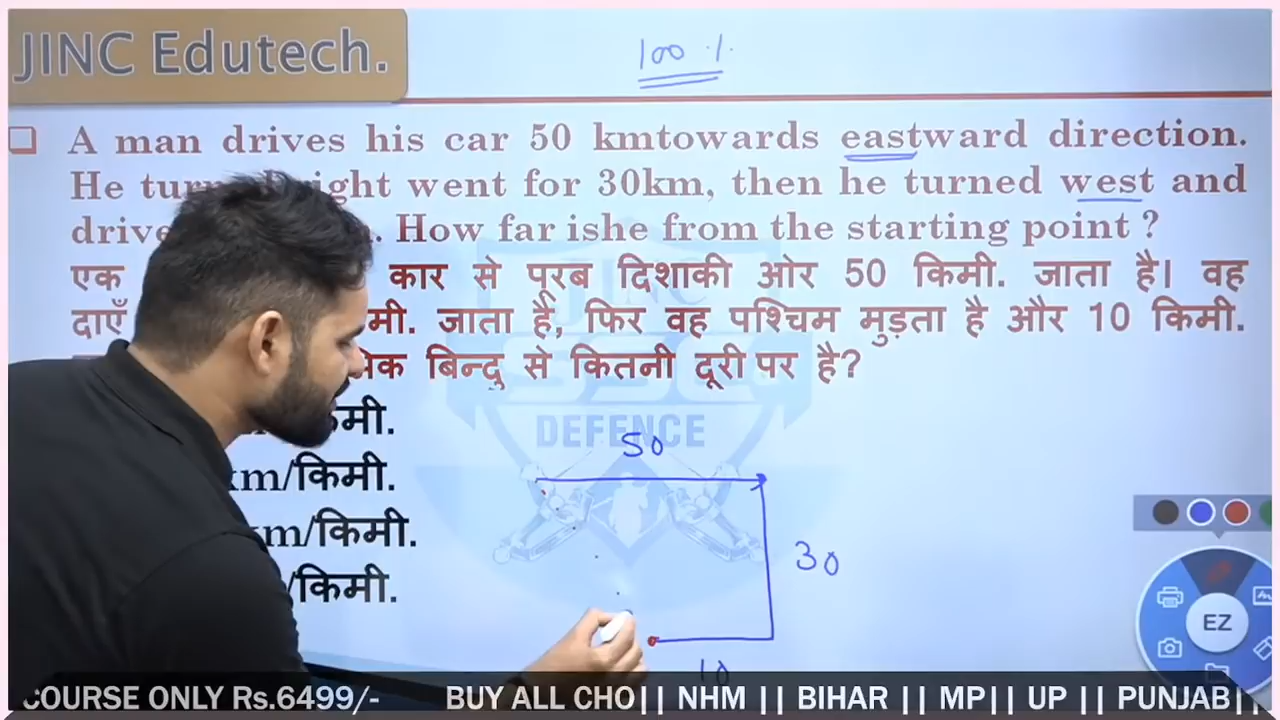 JINC Edutech.
100 %
A man drives his car 50 kmtowards eastward direction.
He turned right went for 30km, then he turned west and
drive . How far ishe from the starting point ?
एक कार से पूरब दिशाकी ओर 50 किमी. जाता है। वह
दाएँ मी. जाता है, फिर वह पश्चिम मुड़ता है और 10 किमी.
बिन्दु से कितनी दूरी पर है?
किमी.
km/किमी.
km/किमी.
/किमी.
DEFENCE
50
30
10
EZ
COURSE ONLY Rs.6499/- BUY ALL CHO|| NHM || BIHAR || MP|| UP || PUNJAB||